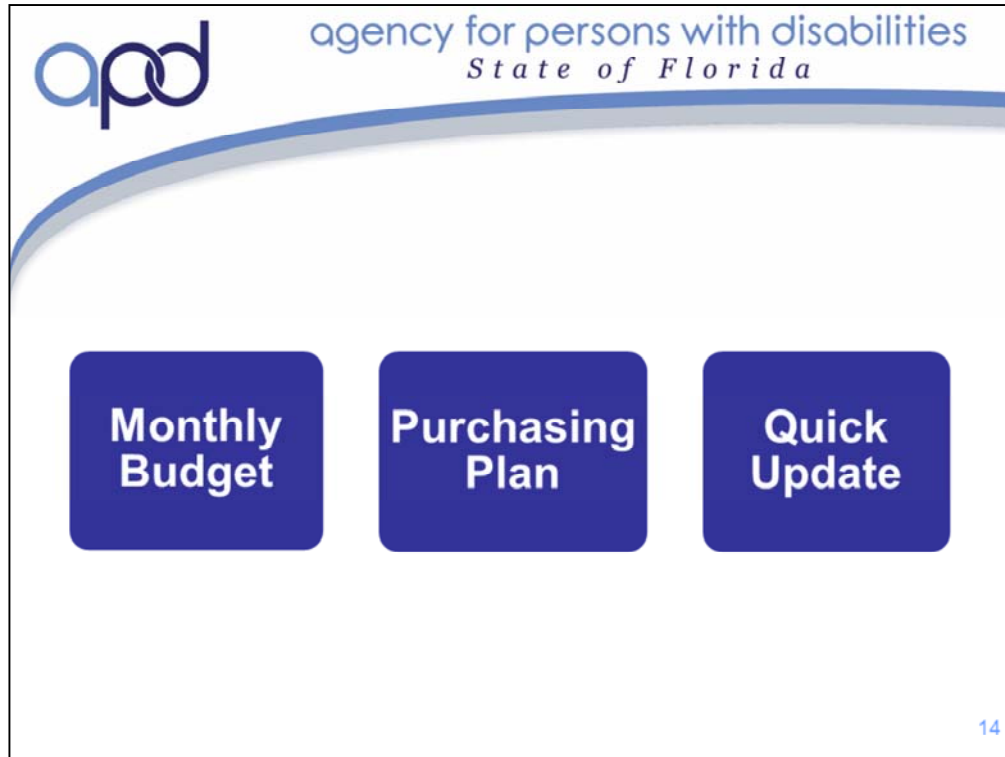 apd
agency for persons with disabilities
State of Florida
Monthly
Budget
Purchasing
Plan
Quick
Update
14